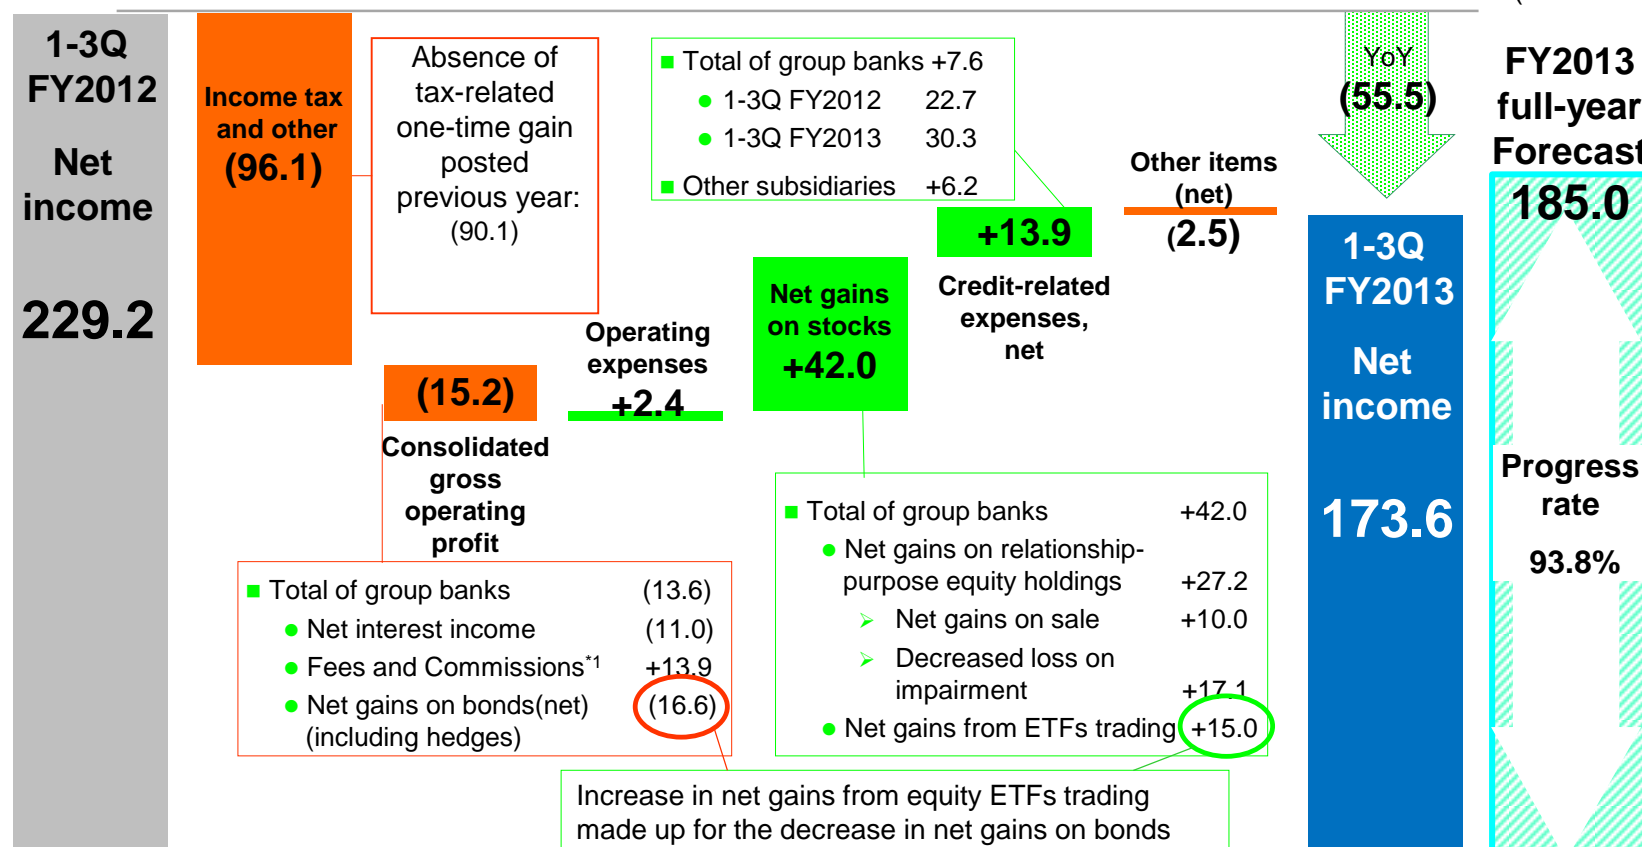 1-3Q
FY2012
Net
income
229.2
Income tax
and other
(96.1)
Absence of
tax-related
one-time gain
posted
previous year:
(90.1)
(15.2)
Consolidated
gross
operating
profit
■ Total of group banks (13.6)
● Net interest income (11.0)
● Fees and Commissions*1 +13.9
● Net gains on bonds(net) (16.6)
(including hedges)
Operating
expenses
+2.4
Net gains
on stocks
+42.0
■ Total of group banks +42.0
● Net gains on relationship-
purpose equity holdings +27.2
➢ Net gains on sale +10.0
➢ Decreased loss on
impairment +17.1
● Net gains from ETFs trading +15.0
Increase in net gains from equity ETFs trading
made up for the decrease in net gains on bonds
■ Total of group banks +7.6
● 1-3Q FY2012 22.7
● 1-3Q FY2013 30.3
■ Other subsidiaries +6.2
+13.9
Credit-related
expenses,
net
Other items
(net)
(2.5)
YoY
(55.5)
1-3Q
FY2013
Net
income
173.6
FY2013
full-year
Forecast
185.0
Progress
rate
93.8%